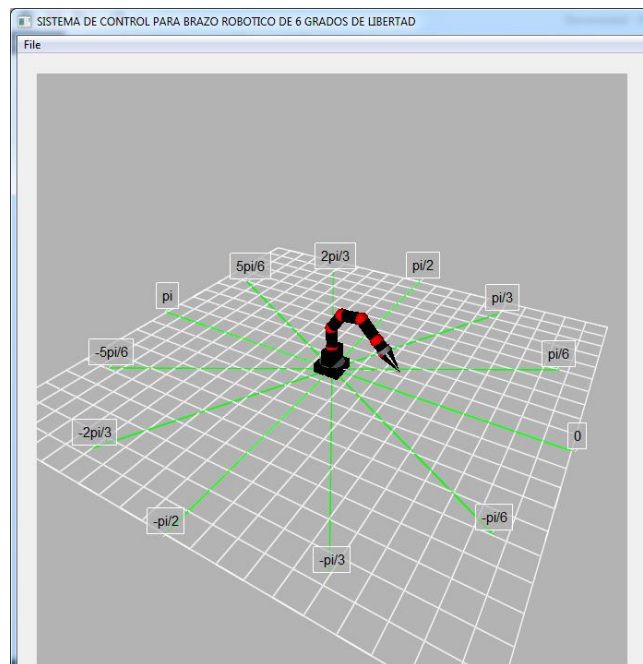 SISTEMA DE CONTROL PARA BRAZO ROBOTICO DE 6 GRADOS DE LIBERTAD
File
2pi/3
5pi/6
pi/2
pi
pi/3
-5pi/6
pi/6
-2pi/3
0
-pi/2
-pi/6
-pi/3